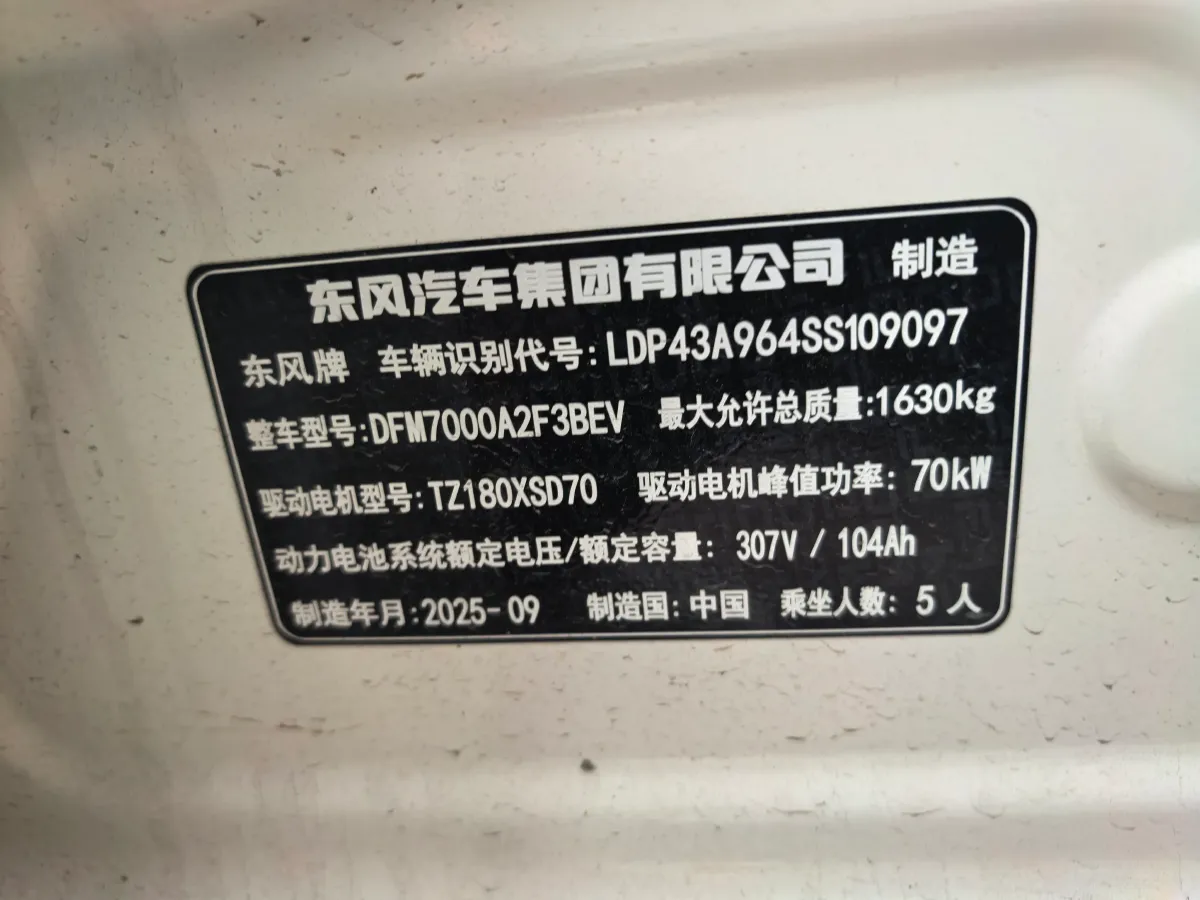 东风汽车集团有限公司 制造
东风牌 车辆识别代号:LDP43A964SS109097
整车型号:DFM7000A2F3BEV 最大允许总质量:1630kg
驱动电机型号:TZ180XSD70 驱动电机峰值功率: 70kW
动力电池系统额定电压/额定容量: 307V / 104Ah
制造年月:2025-09 制造国: 中国 乘坐人数: 5 人